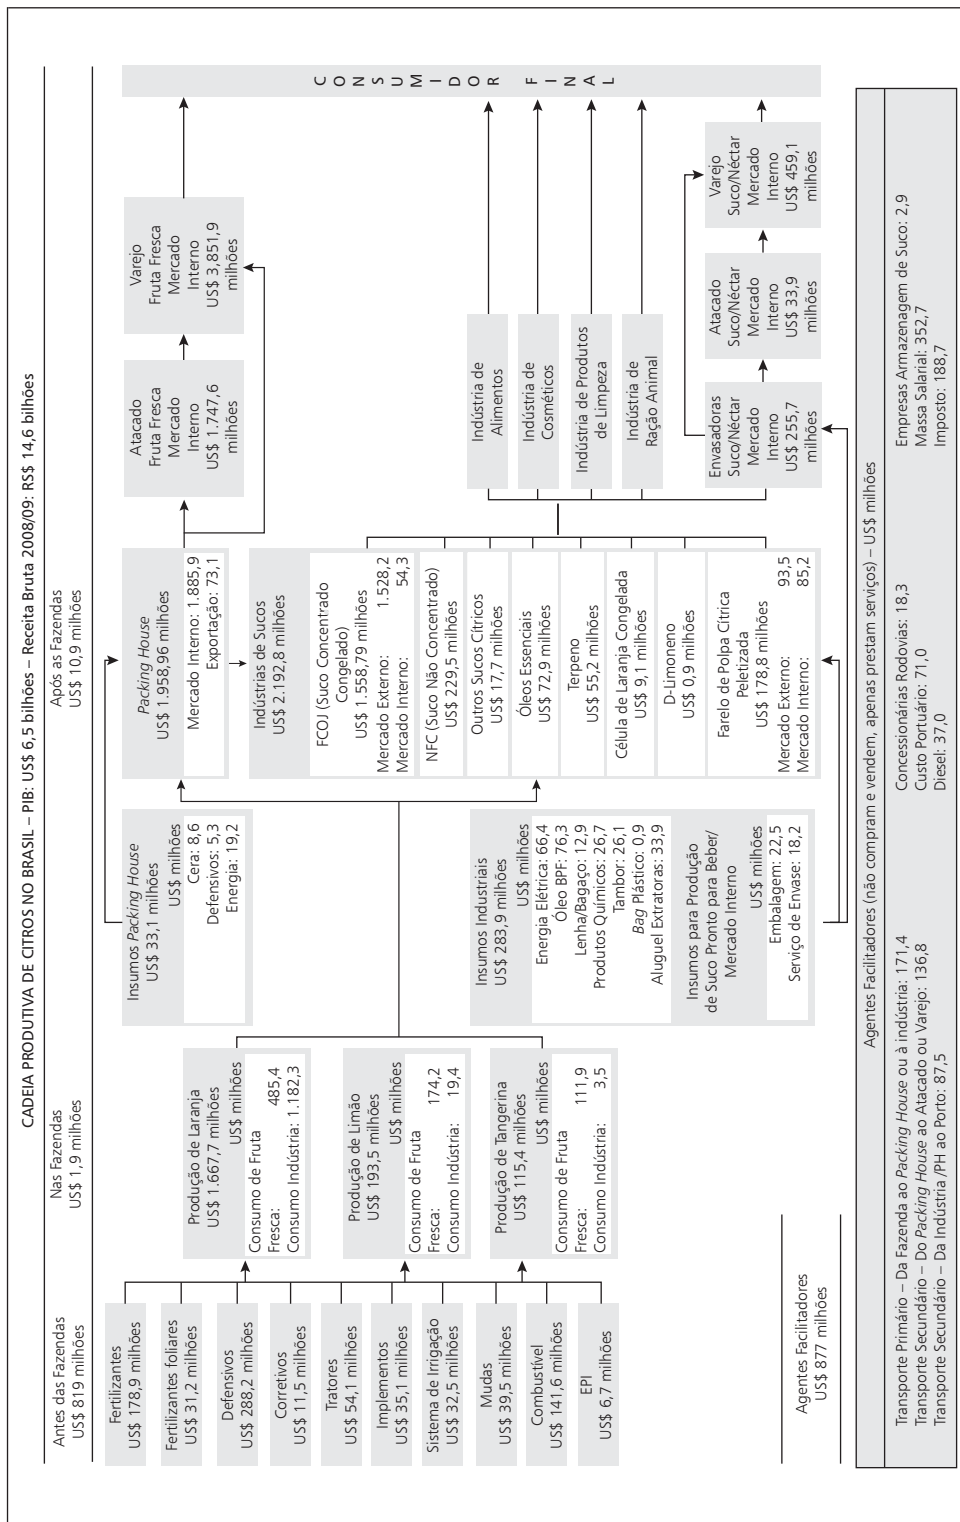 CADEIA PRODUTIVA DE CITROS NO BRASIL – PIB: US$ 6,5 bilhões – Receita Bruta 2008/09: R$ 14,6 bilhões
Antes das Fazendas
US$ 819 milhões
Nas Fazendas
US$ 1,9 milhões
Após as Fazendas
US$ 10,9 milhões
Fertilizantes
US$ 178,9 milhões
Fertilizantes foliares
US$ 31,2 milhões
Defensivos
US$ 288,2 milhões
Corretivos
US$ 11,5 milhões
Tratores
US$ 54,1 milhões
Implementos
US$ 35,1 milhões
Sistema de Irrigação
US$ 32,5 milhões
Mudas
US$ 39,5 milhões
Combustível
US$ 141,6 milhões
EPI
US$ 6,7 milhões
Produção de Laranja
US$ 1.667,7 milhões
US$ milhões
Consumo de Fruta
Fresca: 485,4
Consumo Indústria: 1.182,3
Produção de Limão
US$ 193,5 milhões
US$ milhões
Consumo de Fruta
Fresca: 174,2
Consumo Indústria: 19,4
Produção de Tangerina
US$ 115,4 milhões
US$ milhões
Consumo de Fruta
Fresca: 111,9
Consumo Indústria: 3,5
Insumos Packing House
US$ 33,1 milhões
US$ milhões
Cera: 8,6
Defensivos: 5,3
Energia: 19,2
Insumos Industriais
US$ 283,9 milhões
US$ milhões
Energia Elétrica: 66,4
Óleo BPF: 76,3
Lenha/Bagaço: 12,9
Produtos Químicos: 26,7
Tambor: 26,1
Bag Plástico: 0,9
Aluguel Extratoras: 33,9
Insumos para Produção
de Suco Pronto para Beber/
Mercado Interno
US$ milhões
Embalagem: 22,5
Serviço de Envase: 18,2
Packing House
US$ 1.958,96 milhões
Mercado Interno: 1.885,9
Exportação: 73,1
Indústrias de Sucos
US$ 2.192,8 milhões
FCOJ (Suco Concentrado
Congelado)
US$ 1.558,79 milhões
Mercado Externo: 1.528,2
Mercado Interno: 54,3
NFC (Suco Não Concentrado)
US$ 229,5 milhões
Outros Sucos Cítricos
US$ 17,7 milhões
Óleos Essenciais
US$ 72,9 milhões
Terpeno
US$ 55,2 milhões
Célula de Laranja Congelada
US$ 9,1 milhões
D-Limoneno
US$ 0,9 milhões
Farelo de Polpa Cítrica
Peletizada
US$ 178,8 milhões
Mercado Externo: 93,5
Mercado Interno: 85,2
Atacado
Fruta Fresca
Mercado
Interno
US$ 1.747,6
milhões
Varejo
Fruta Fresca
Mercado
Interno
US$ 3,851,9
milhões
Indústria de
Alimentos
Indústria de
Cosméticos
Indústria de Produtos
de Limpeza
Indústria de
Ração Animal
Envasadoras
Suco/Néctar
Mercado
Interno
US$ 255,7
milhões
Atacado
Suco/Néctar
Mercado
Interno
US$ 33,9
milhões
Varejo
Suco/Néctar
Mercado
Interno
US$ 459,1
milhões
CONSUMIDOR FINAL
Agentes Facilitadores
US$ 877 milhões
Agentes Facilitadores (não compram e vendem, apenas prestam serviços) – US$ milhões
Transporte Primário – Da Fazenda ao Packing House ou à indústria: 171,4
Transporte Secundário – Do Packing House ao Atacado ou Varejo: 136,8
Transporte Secundário – Da Indústria /PH ao Porto: 87,5
Concessionárias Rodovias: 18,3
Custo Portuário: 71,0
Diesel: 37,0
Empresas Armazenagem de Suco: 2,9
Massa Salarial: 352,7
Imposto: 188,7